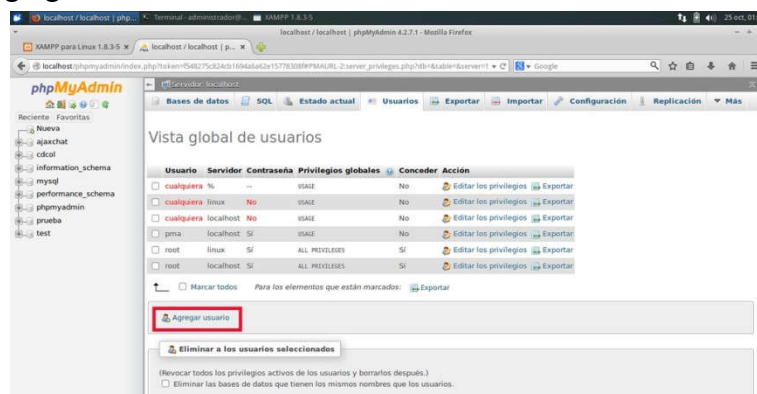 localhost / localhost | php... Terminal - administrador@... XAMPP 1.8.3-5 25 oct, 01:
localhost / localhost | phpMyAdmin 4.2.7.1 - Mozilla Firefox
XAMPP para Linux 1.8.3-5 localhost / localhost | p...
Google
phpMyAdmin
Servidor: localhost
Bases de datos SQL Estado actual Usuarios Exportar Importar Configuración Replicación Más
Reciente Favoritas
Nueva
ajaxchat
cdcol
information_schema
mysql
performance_schema
phpmyadmin
prueba
test
Vista global de usuarios
Usuario Servidor Contraseña Privilegios globales Conceder Acción
cualquiera % -- USAGE No Editar los privilegios Exportar
cualquiera linux No USAGE No Editar los privilegios Exportar
cualquiera localhost No USAGE No Editar los privilegios Exportar
pma localhost Sí USAGE No Editar los privilegios Exportar
root linux Sí ALL PRIVILEGES Sí Editar los privilegios Exportar
root localhost Sí ALL PRIVILEGES Sí Editar los privilegios Exportar
Marcar todos Para los elementos que están marcados: Exportar
Agregar usuario
Eliminar a los usuarios seleccionados
(Revocar todos los privilegios activos de los usuarios y borrarlos después.)
Eliminar las bases de datos que tienen los mismos nombres que los usuarios.